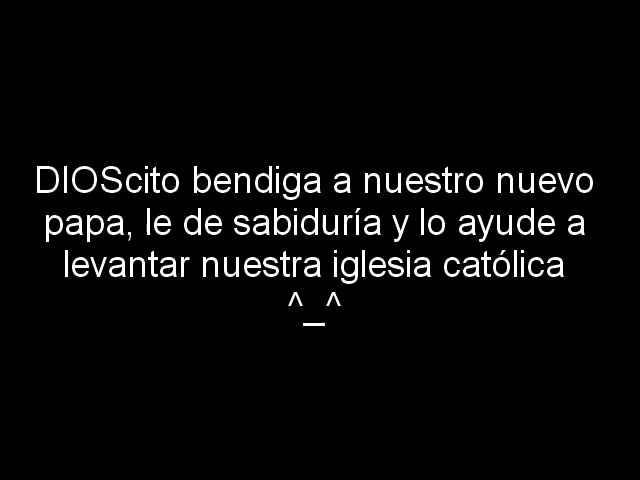 DIOScito bendiga a nuestro nuevo
papa, le de sabiduría y lo ayude a
levantar nuestra iglesia católica
^_^